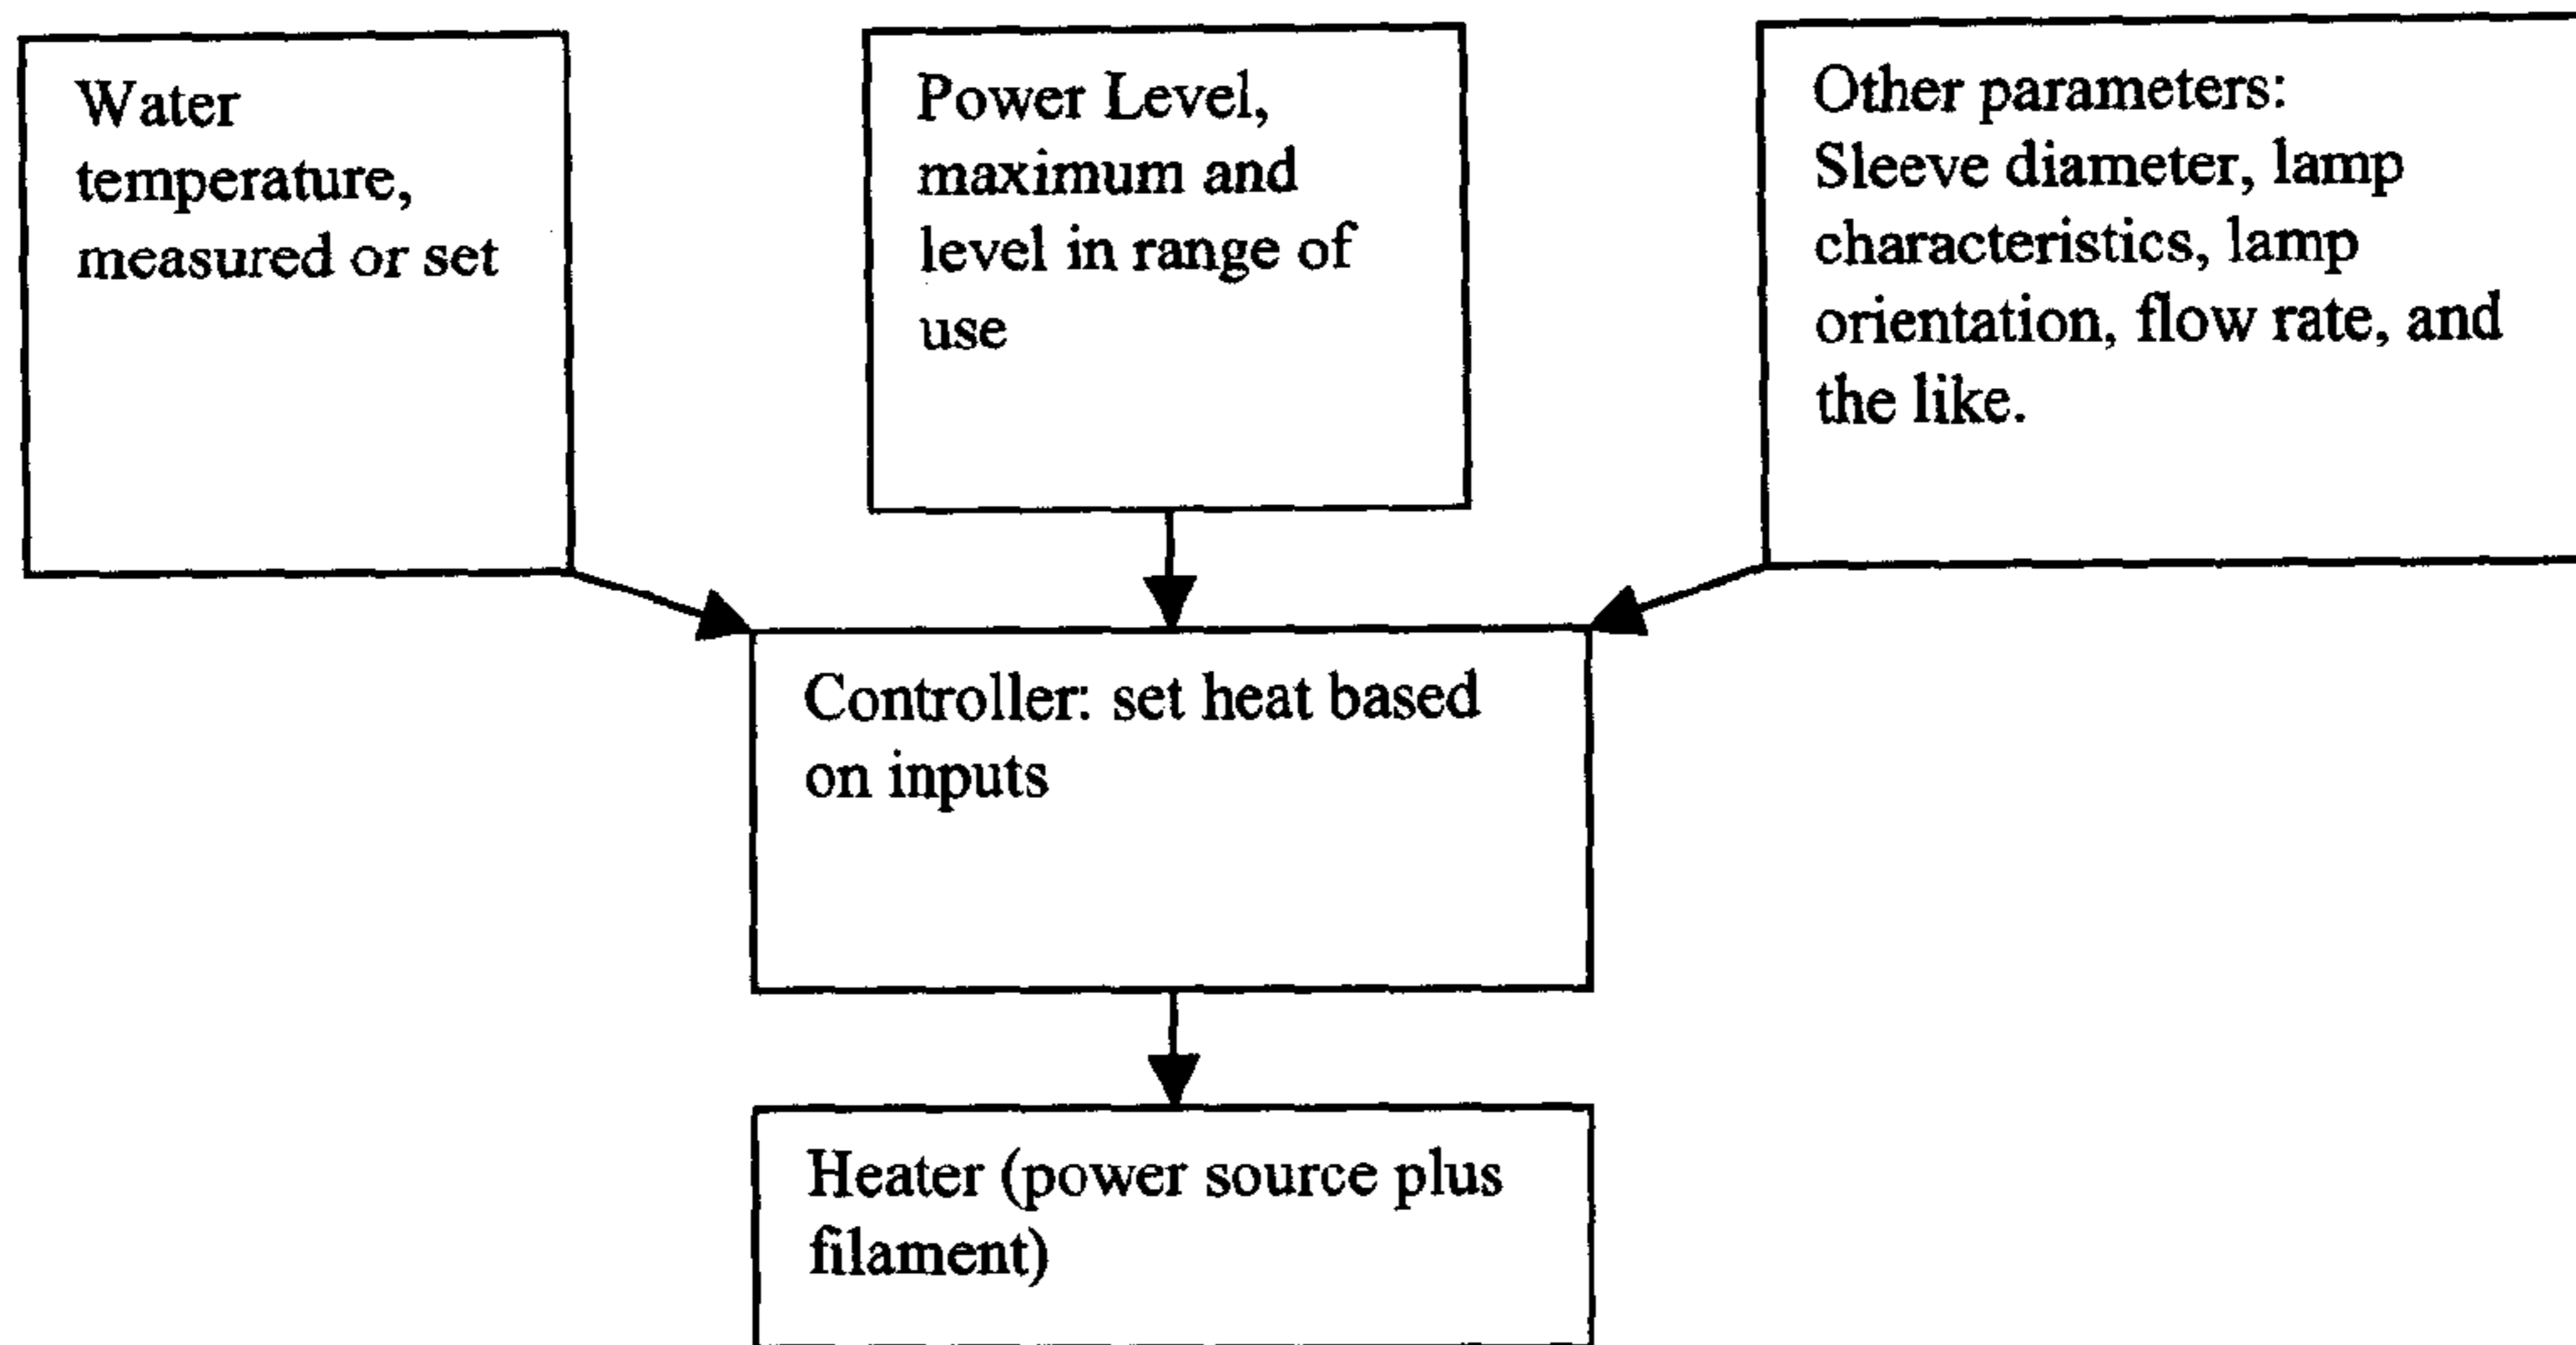 Water
temperature,
measured or set
Power Level,
maximum and
level in range of
use
Other parameters:
Sleeve diameter, lamp
characteristics, lamp
orientation, flow rate, and
the like.
Controller: set heat based
on inputs
Heater (power source plus
filament)